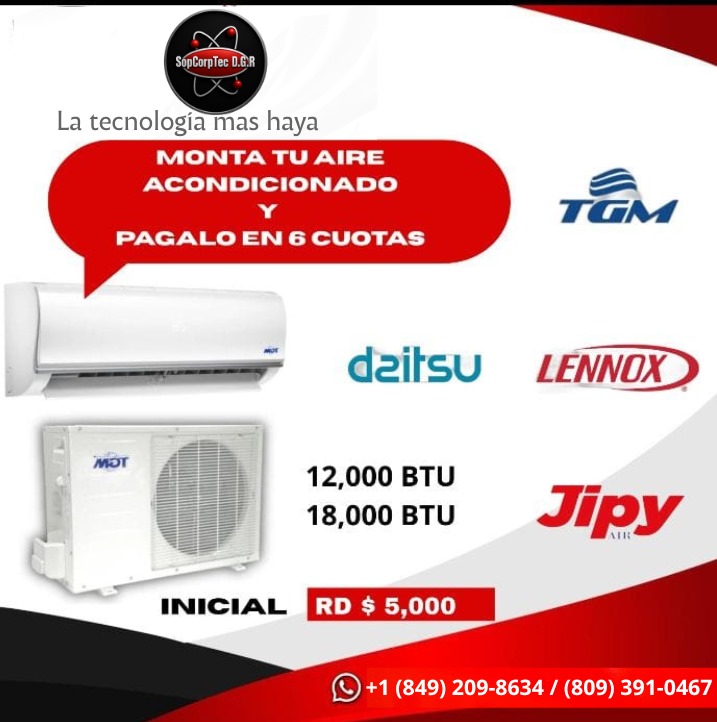 SopCorpTec D.G.R
La tecnología mas haya
MONTA TU AIRE
ACONDICIONADO
Y
PAGALO EN 6 CUOTAS
TGM
MDT
daitsu
LENNOX
MDT
12,000 BTU
18,000 BTU
Jipy
AIR
INICIAL RD $ 5,000
+1 (849) 209-8634 / (809) 391-0467